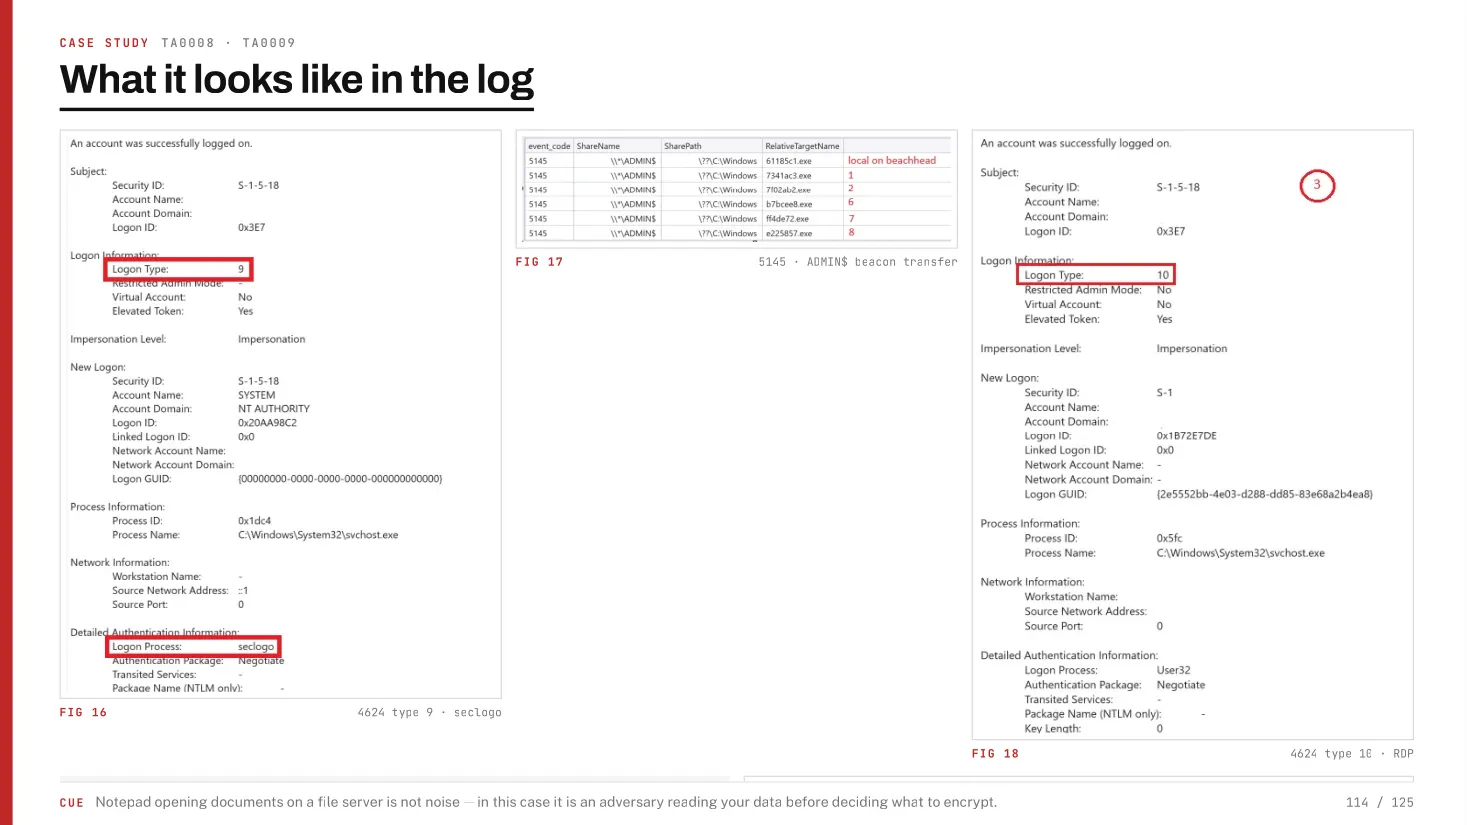 CASE STUDY TA0008 · TA0009
What it looks like in the log
An account was successfully logged on.
Subject:
Security ID: S-1-5-18
Account Name:
Account Domain:
Logon ID: 0x3E7
Logon Information:
Logon Type: 9
Restricted Admin Mode: -
Virtual Account: No
Elevated Token: Yes
Impersonation Level: Impersonation
New Logon:
Security ID: S-1-5-18
Account Name: SYSTEM
Account Domain: NT AUTHORITY
Logon ID: 0x20AA98C2
Linked Logon ID: 0x0
Network Account Name:
Network Account Domain:
Logon GUID: {00000000-0000-0000-0000-000000000000}
Process Information:
Process ID: 0x1dc4
Process Name: C:\Windows\System32\svchost.exe
Network Information:
Workstation Name: -
Source Network Address: ::1
Source Port: 0
Detailed Authentication Information:
Logon Process: seclogo
Authentication Package: Negotiate
Transited Services: -
Package Name (NTLM only): -
FIG 16 4624 type 9 · seclogo
event_code ShareName SharePath RelativeTargetName
5145 \\*\ADMIN$ \??\C:\Windows 61185c1.exe local on beachhead
5145 \\*\ADMIN$ \??\C:\Windows 7341ac3.exe 1
5145 \\*\ADMIN$ \??\C:\Windows 7f02ab2.exe 2
5145 \\*\ADMIN$ \??\C:\Windows b7bcee8.exe 6
5145 \\*\ADMIN$ \??\C:\Windows ff4de72.exe 7
5145 \\*\ADMIN$ \??\C:\Windows e225857.exe 8
FIG 17 5145 · ADMIN$ beacon transfer
An account was successfully logged on.
Subject:
3
Security ID: S-1-5-18
Account Name:
Account Domain:
Logon ID: 0x3E7
Logon Information:
Logon Type: 10
Restricted Admin Mode: No
Virtual Account: No
Elevated Token: Yes
Impersonation Level: Impersonation
New Logon:
Security ID: S-1
Account Name:
Account Domain:
Logon ID: 0x1B72E7DE
Linked Logon ID: 0x0
Network Account Name: -
Network Account Domain: -
Logon GUID: {2e5552bb-4e03-d288-dd85-83e68a2b4ea8}
Process Information:
Process ID: 0x5fc
Process Name: C:\Windows\System32\svchost.exe
Network Information:
Workstation Name:
Source Network Address:
Source Port: 0
Detailed Authentication Information:
Logon Process: User32
Authentication Package: Negotiate
Transited Services: -
Package Name (NTLM only): -
Key Length: 0
FIG 18 4624 type 10 · RDP
CUE Notepad opening documents on a file server is not noise — in this case it is an adversary reading your data before deciding what to encrypt.
114 / 125